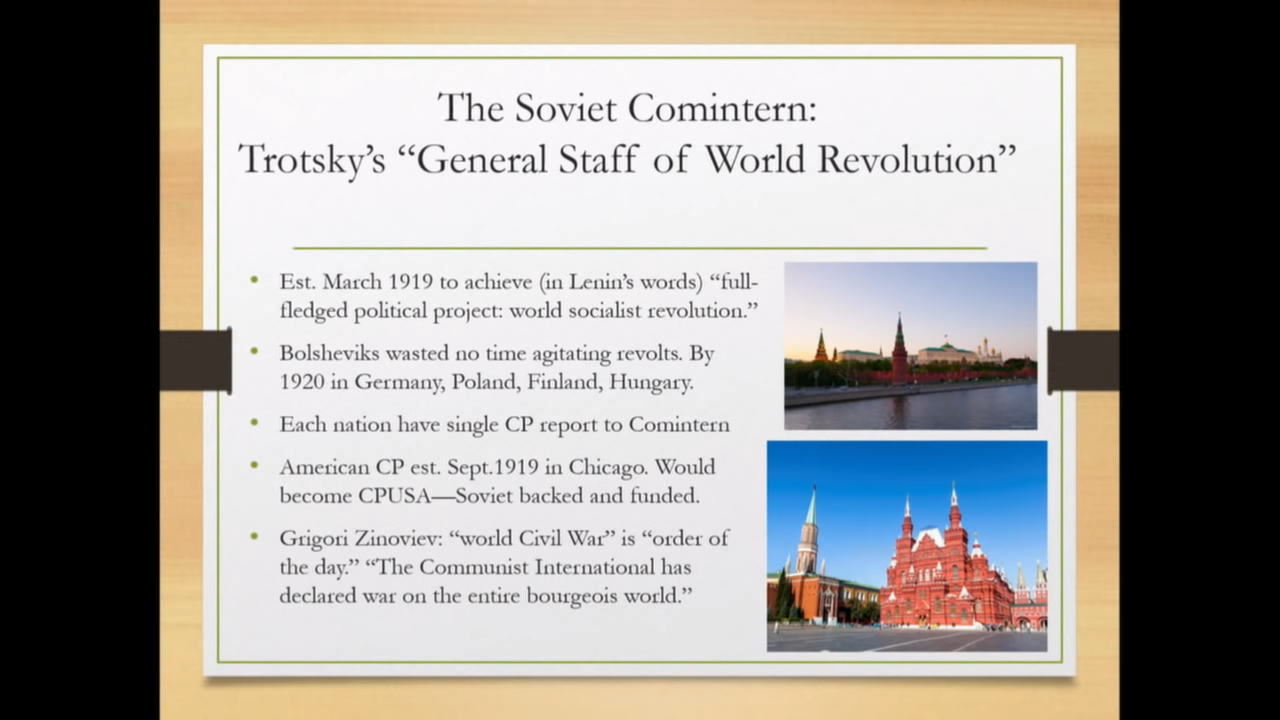 The Soviet Comintern:
Trotsky’s “General Staff of World Revolution”
• Est. March 1919 to achieve (in Lenin’s words) “full-
fledged political project: world socialist revolution.”
• Bolsheviks wasted no time agitating revolts. By
1920 in Germany, Poland, Finland, Hungary.
• Each nation have single CP report to Comintern
• American CP est. Sept.1919 in Chicago. Would
become CPUSA—Soviet backed and funded.
• Grigori Zinoviev: “world Civil War” is “order of
the day.” “The Communist International has
declared war on the entire bourgeois world.”